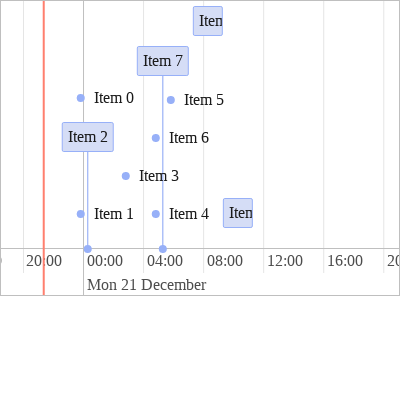 Item
Item 7
Item 0
Item 5
Item 2
Item 6
Item 3
Item 1
Item 4
Item
20:00
00:00
04:00
08:00
12:00
16:00
20
Mon 21 December